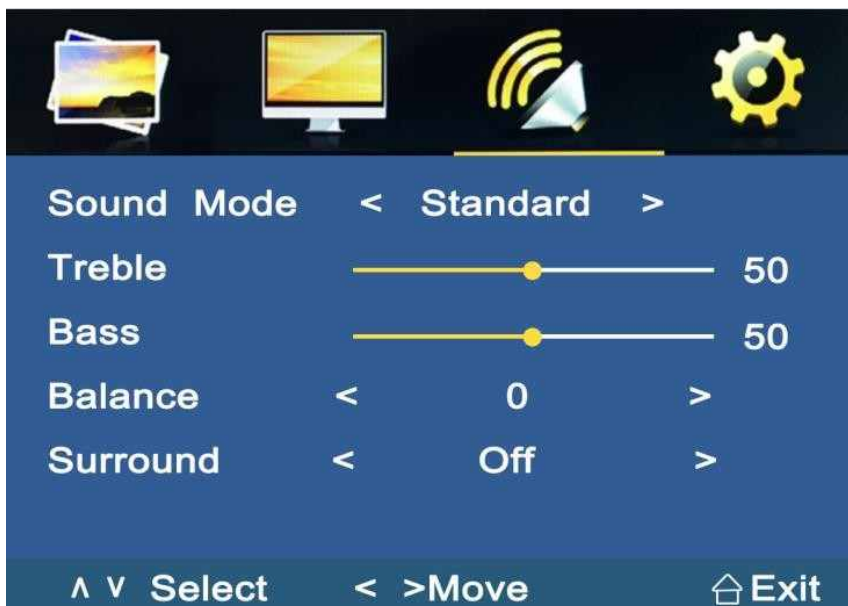 Sound Mode < Standard >
Treble 50
Bass 50
Balance < 0 >
Surround < Off >
∧ ∨ Select < >Move Exit